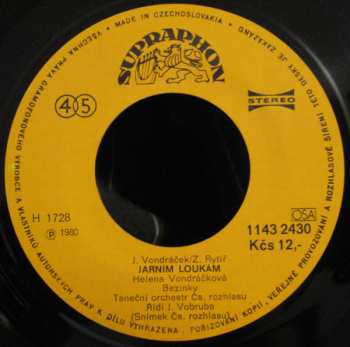 • MADE IN CZECHOSLOVAKIA •
VŠECHNA PRÁVA GRAMOFONOVÉHO VÝROBCE A VLASTNÍKŮ AUTORSKÝCH PRÁV K DÍLU VYHRAZENA. POŘIZOVÁNÍ KOPIÍ, VEŘEJNÉ PROVOZOVÁNÍ A ROZHLASOVÉ ŠÍŘENÍ TÉTO DESKY JE ZAKÁZÁNO
SUPRAPHON
45
STEREO
H 1728
℗ 1980
OSA
1143 2430
Kčs 12,-
J. Vondráček/Z. Rytíř
JARNÍM LOUKÁM
Helena Vondráčková
Bezinky
Taneční orchestr Čs. rozhlasu
Řídí J. Vobruba
(Snímek Čs. rozhlasu)